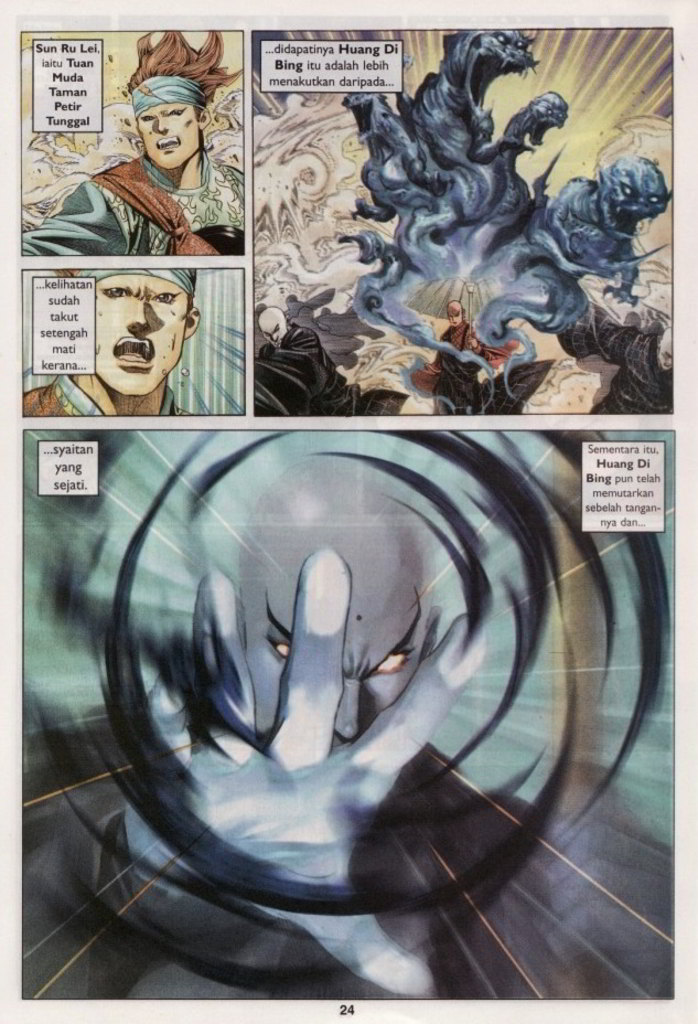 Sun Ru Lei,
iaitu Tuan
Muda
Taman
Petir
Tunggal
...kelihatan
sudah
takut
setengah
mati
kerana...
...didapatinya Huang Di
Bing itu adalah lebih
menakutkan daripada...
...syaitan
yang
sejati.
Sementara itu,
Huang Di
Bing pun telah
memutarkan
sebelah tangan-
nya dan...
24